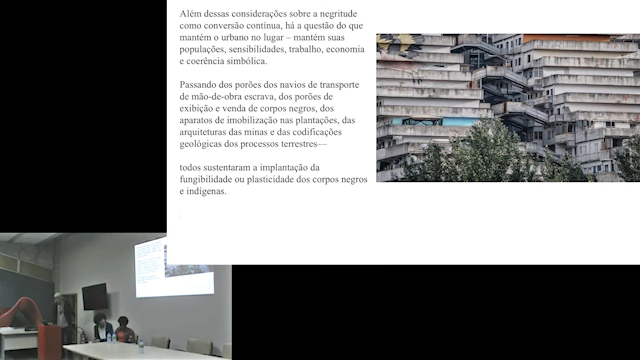 Além dessas considerações sobre a negritude
como conversão contínua, há a questão do que
mantém o urbano no lugar – mantém suas
populações, sensibilidades, trabalho, economia
e coerência simbólica.
Passando dos porões dos navios de transporte
de mão-de-obra escrava, dos porões de
exibição e venda de corpos negros, dos
aparatos de imobilização nas plantações, das
arquiteturas das minas e das codificações
geológicas dos processos terrestres—
todos sustentaram a implantação da
fungibilidade ou plasticidade dos corpos negros
e indígenas.